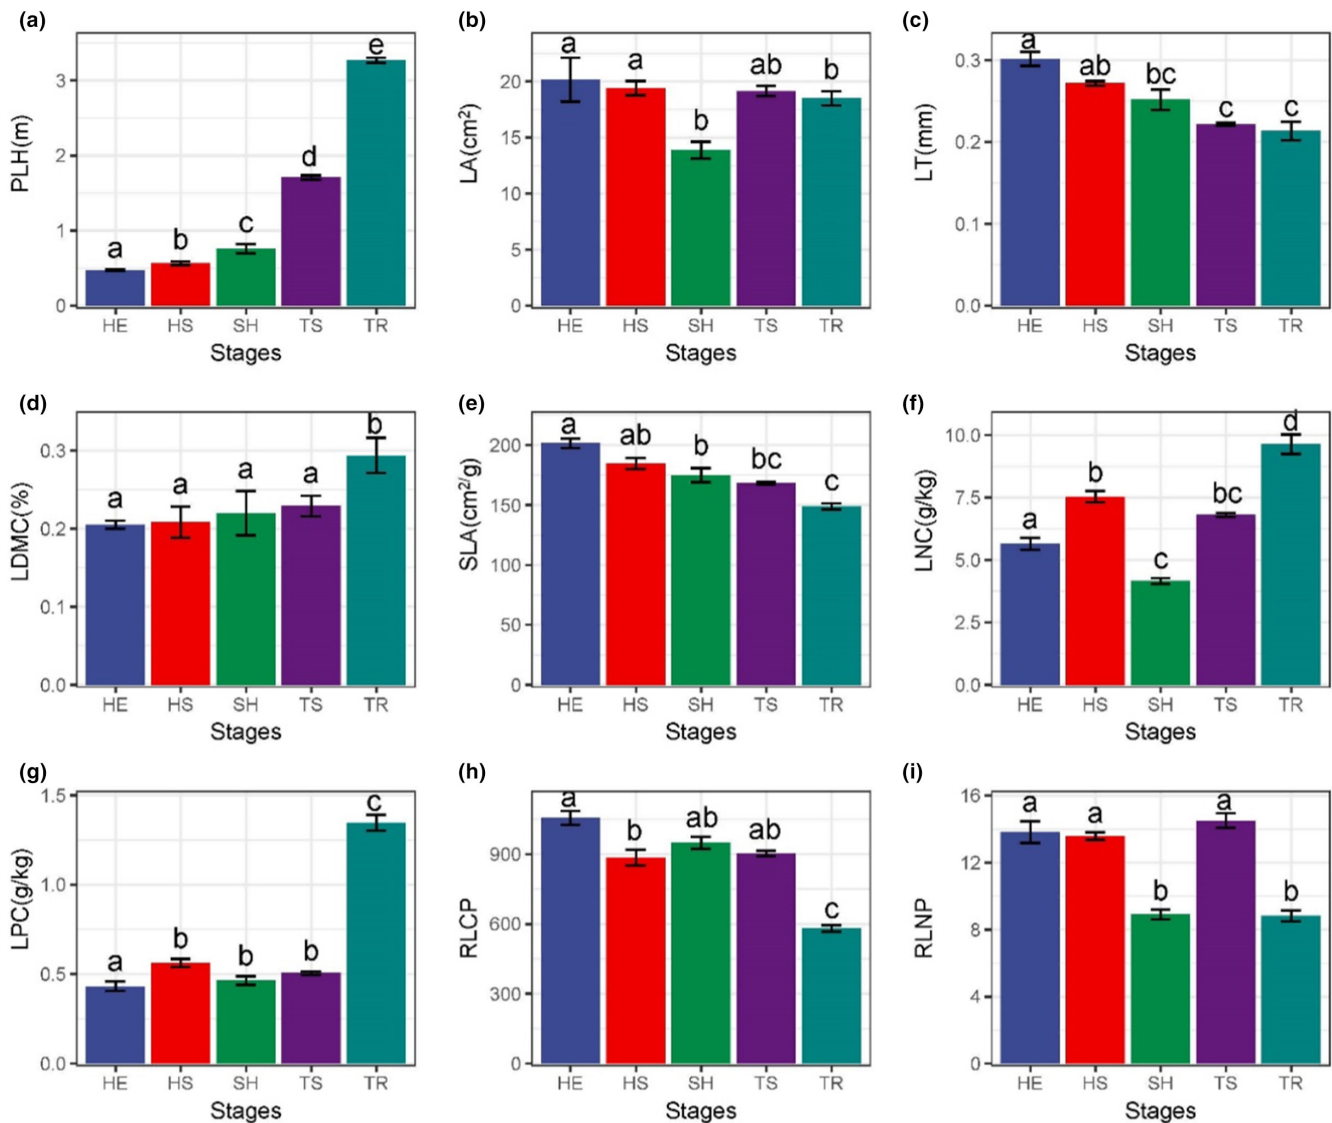 (a)
PLH(m)
3
2
1
0
a b c d e
HE HS SH TS TR
Stages
(b)
LA(cm²)
20
15
10
5
0
a a b ab b
HE HS SH TS TR
Stages
(c)
LT(mm)
0.3
0.2
0.1
0.0
a ab bc c c
HE HS SH TS TR
Stages
(d)
LDMC(%)
0.3
0.2
0.1
0.0
a a a a b
HE HS SH TS TR
Stages
(e)
SLA(cm²/g)
200
150
100
50
0
a ab b bc c
HE HS SH TS TR
Stages
(f)
LNC(g/kg)
10.0
7.5
5.0
2.5
0.0
a b c bc d
HE HS SH TS TR
Stages
(g)
LPC(g/kg)
1.5
1.0
0.5
0.0
a b b b c
HE HS SH TS TR
Stages
(h)
RLCP
900
600
300
0
a b ab ab c
HE HS SH TS TR
Stages
(i)
RLNP
16
12
8
4
0
a a b a b
HE HS SH TS TR
Stages